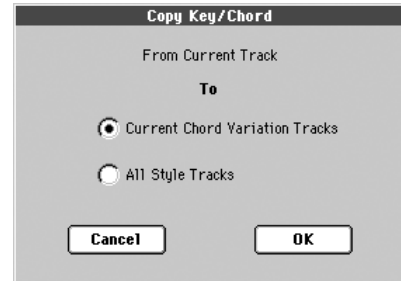 Copy Key/Chord
From Current Track
To
Current Chord Variation Tracks
All Style Tracks
Cancel
OK